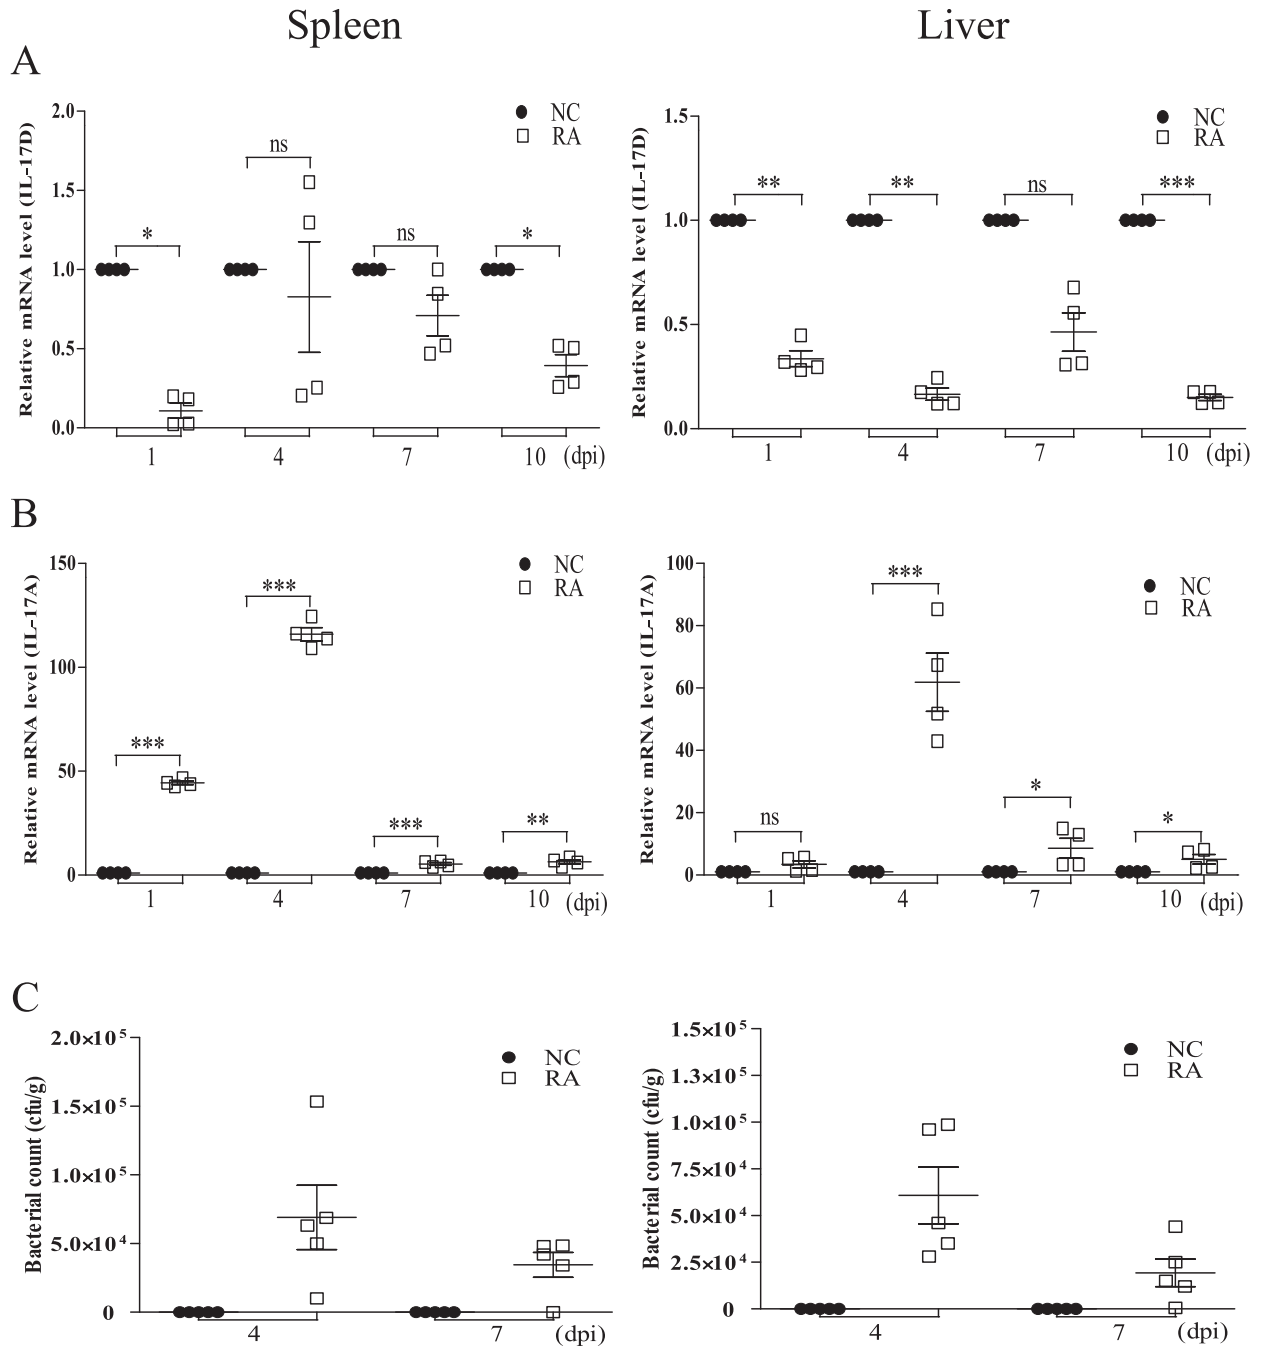 Spleen
Liver
A
Relative mRNA level (IL-17D)
2.0
1.5
1.0
0.5
0.0
NC
RA
*
ns
ns
*
1
4
7
10
(dpi)
Relative mRNA level (IL-17D)
1.5
1.0
0.5
0.0
NC
RA
**
**
ns
***
1
4
7
10
(dpi)
B
Relative mRNA level (IL-17A)
150
100
50
0
NC
RA
***
***
***
**
1
4
7
10
(dpi)
Relative mRNA level (IL-17A)
100
80
60
40
20
0
NC
RA
ns
***
*
*
1
4
7
10
(dpi)
C
Bacterial count (cfu/g)
2.0×10⁵
1.5×10⁵
1.0×10⁵
5.0×10⁴
0
NC
RA
4
7
(dpi)
Bacterial count (cfu/g)
1.5×10⁵
1.3×10⁵
1.0×10⁵
7.5×10⁴
5.0×10⁴
2.5×10⁴
0
NC
RA
4
7
(dpi)